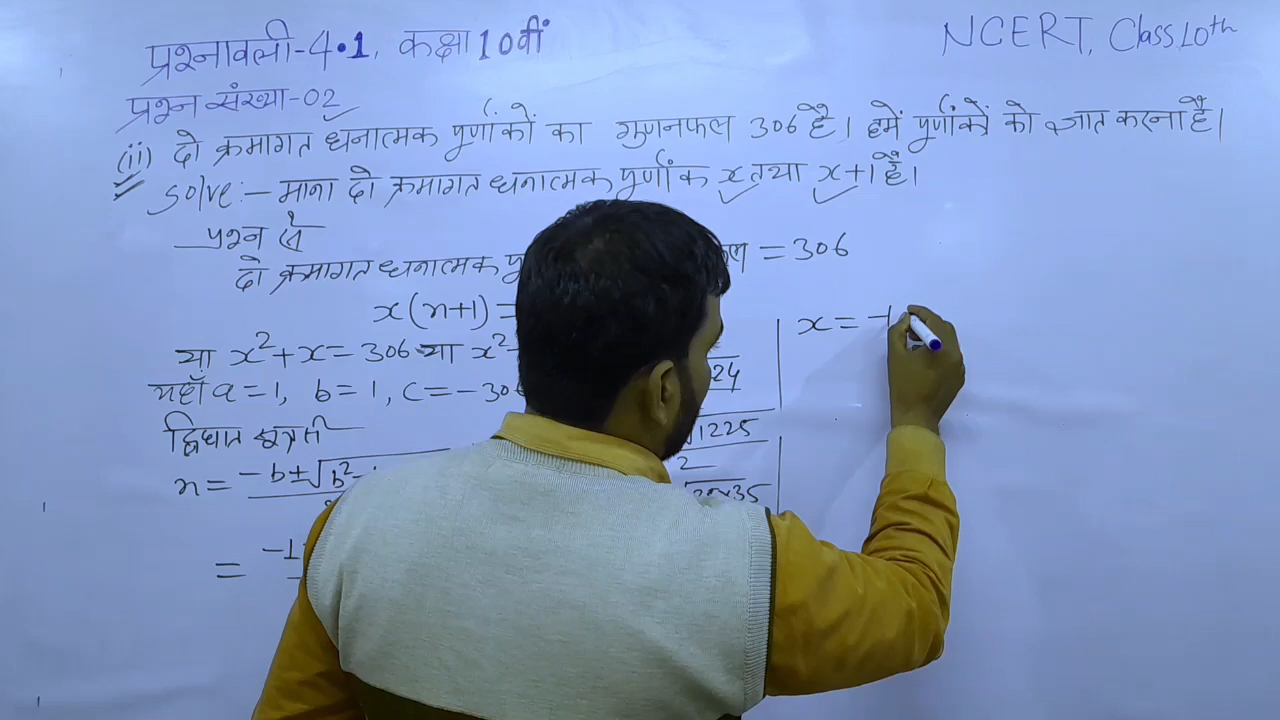 प्रश्नावली-4.1, कक्षा 10वीं
NCERT, Class 10th
प्रश्न संख्या-02
(ii) दो क्रमागत धनात्मक पूर्णांकों का गुणनफल 306 है। हमें पूर्णांकों को ज्ञात करना है।
Solve:- माना दो क्रमागत धनात्मक पूर्णांक x तथा x+1 है।
प्रश्न से
दो क्रमागत धनात्मक = 306
x(x+1) =
या x²+x = 306 या x²
यहाँ a=1, b=1, c=-30
द्विघात सूत्र से
x = -b±√b²-
= -1
24
√1225
2
35
x = -1